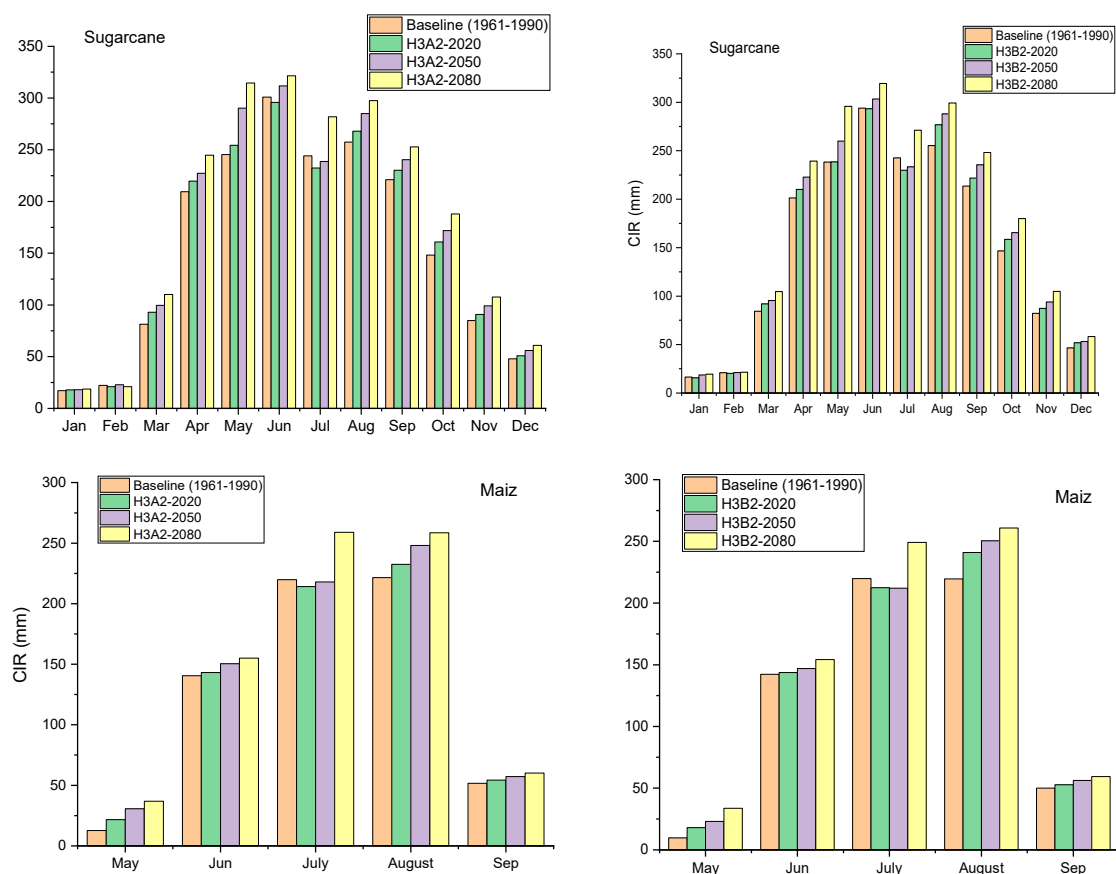 Sugarcane
Baseline (1961-1990)
H3A2-2020
H3A2-2050
H3A2-2080
350
300
250
200
150
100
50
0
Jan Feb Mar Apr May Jun Jul Aug Sep Oct Nov Dec
Sugarcane
Baseline (1961-1990)
H3B2-2020
H3B2-2050
H3B2-2080
CIR (mm)
350
300
250
200
150
100
50
0
Jan Feb Mar Apr May Jun Jul Aug Sep Oct Nov Dec
Baseline (1961-1990)
H3A2-2020
H3A2-2050
H3A2-2080
Maiz
CIR (mm)
300
250
200
150
100
50
0
May Jun July August Sep
Baseline (1961-1990)
H3B2-2020
H3B2-2050
H3B2-2080
Maiz
300
250
200
150
100
50
0
May Jun July August Sep